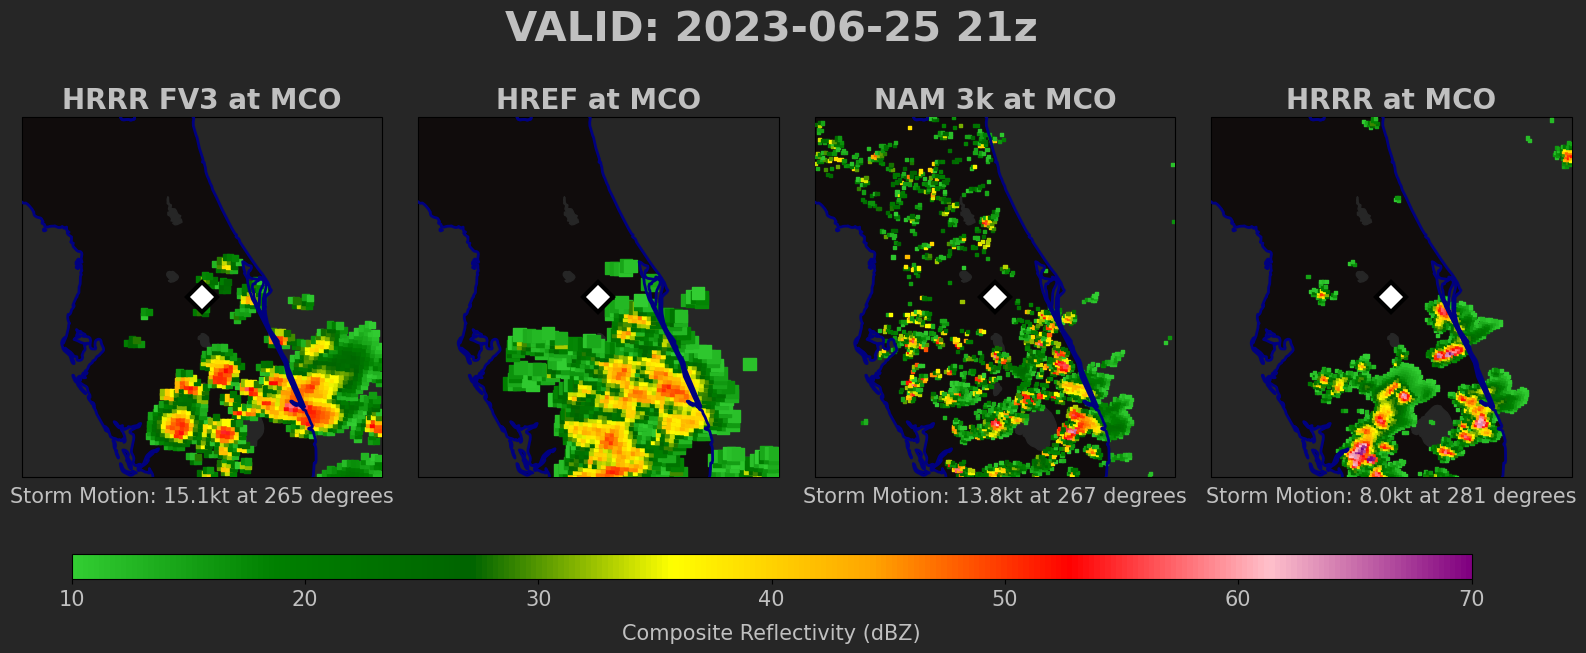 VALID: 2023-06-25 21z
HRRR FV3 at MCO
HREF at MCO
NAM 3k at MCO
HRRR at MCO
Storm Motion: 15.1kt at 265 degrees
Storm Motion: 13.8kt at 267 degrees
Storm Motion: 8.0kt at 281 degrees
10 20 30 40 50 60 70
Composite Reflectivity (dBZ)